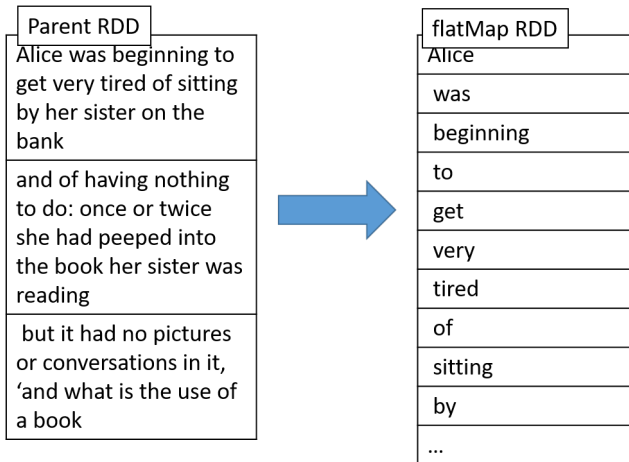 Parent RDD
Alice was beginning to
get very tired of sitting
by her sister on the
bank
and of having nothing
to do: once or twice
she had peeped into
the book her sister was
reading
but it had no pictures
or conversations in it,
‘and what is the use of
a book
flatMap RDD
Alice
was
beginning
to
get
very
tired
of
sitting
by
...